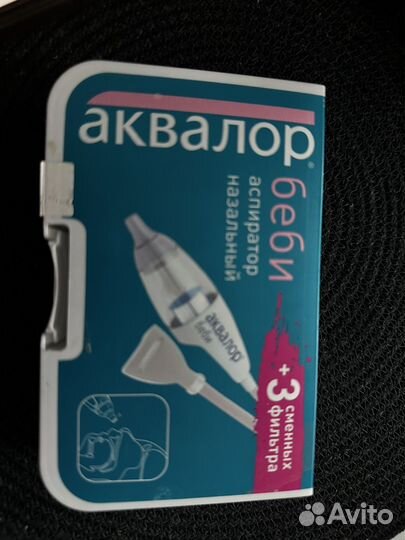 аквалор®
беби
аспиратор
назальный
аквалор
беби
+3 сменных
фильтра
Avito